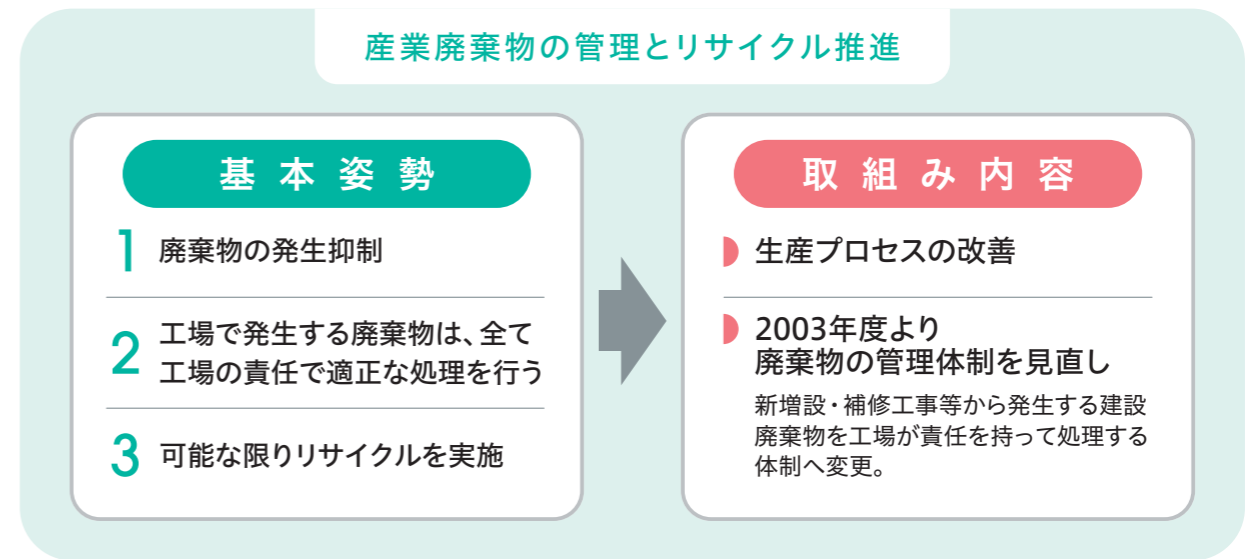 産業廃棄物の管理とリサイクル推進
基本姿勢
1 廃棄物の発生抑制
2 工場で発生する廃棄物は、全て
工場の責任で適正な処理を行う
3 可能な限りリサイクルを実施
取組み内容
生産プロセスの改善
2003年度より
廃棄物の管理体制を見直し
新増設・補修工事等から発生する建設
廃棄物を工場が責任を持って処理する
体制へ変更。